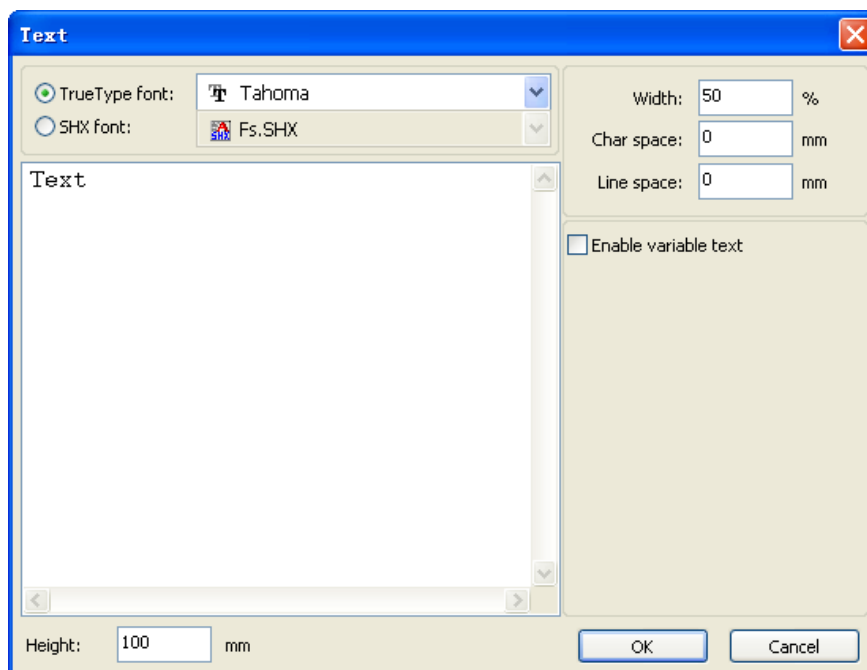 Text
TrueType font: Tahoma
SHX font: Fs.SHX
Width: 50 %
Char space: 0 mm
Line space: 0 mm
Text
Enable variable text
Height: 100 mm
OK Cancel